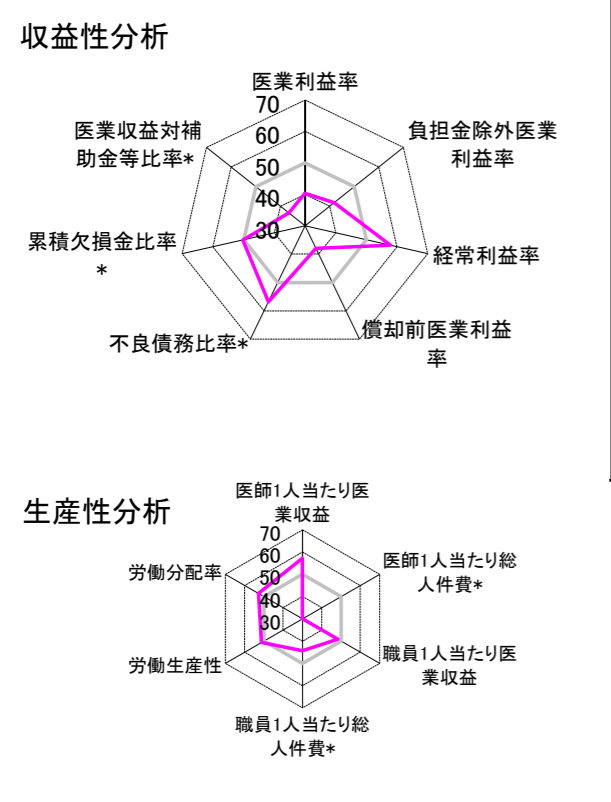 収益性分析
医業利益率
70
60
50
40
30
負担金除外医業
利益率
経常利益率
償却前医業利益
率
不良債務比率*
累積欠損金比率
*
医業収益対補
助金等比率*
生産性分析
医師1人当たり医
業収益
70
60
50
40
30
医師1人当たり総
人件費*
職員1人当たり医
業収益
職員1人当たり総
人件費*
労働生産性
労働分配率